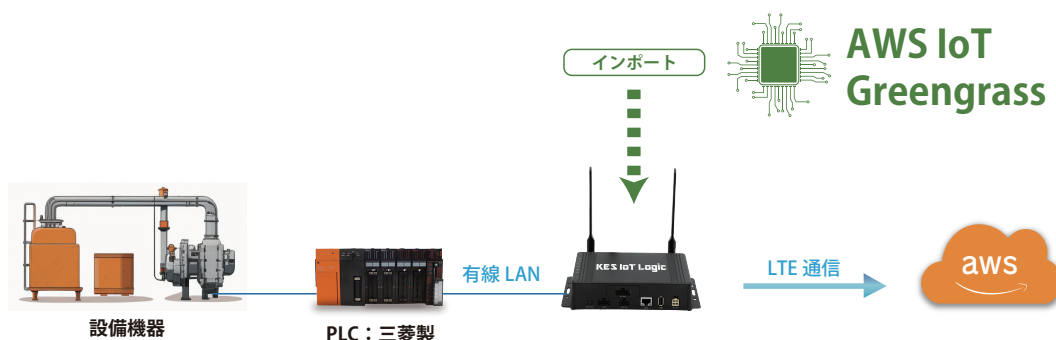 インポート
AWS IoT
Greengrass
KES IoT Logic
有線 LAN
LTE 通信
aws
設備機器
PLC：三菱製